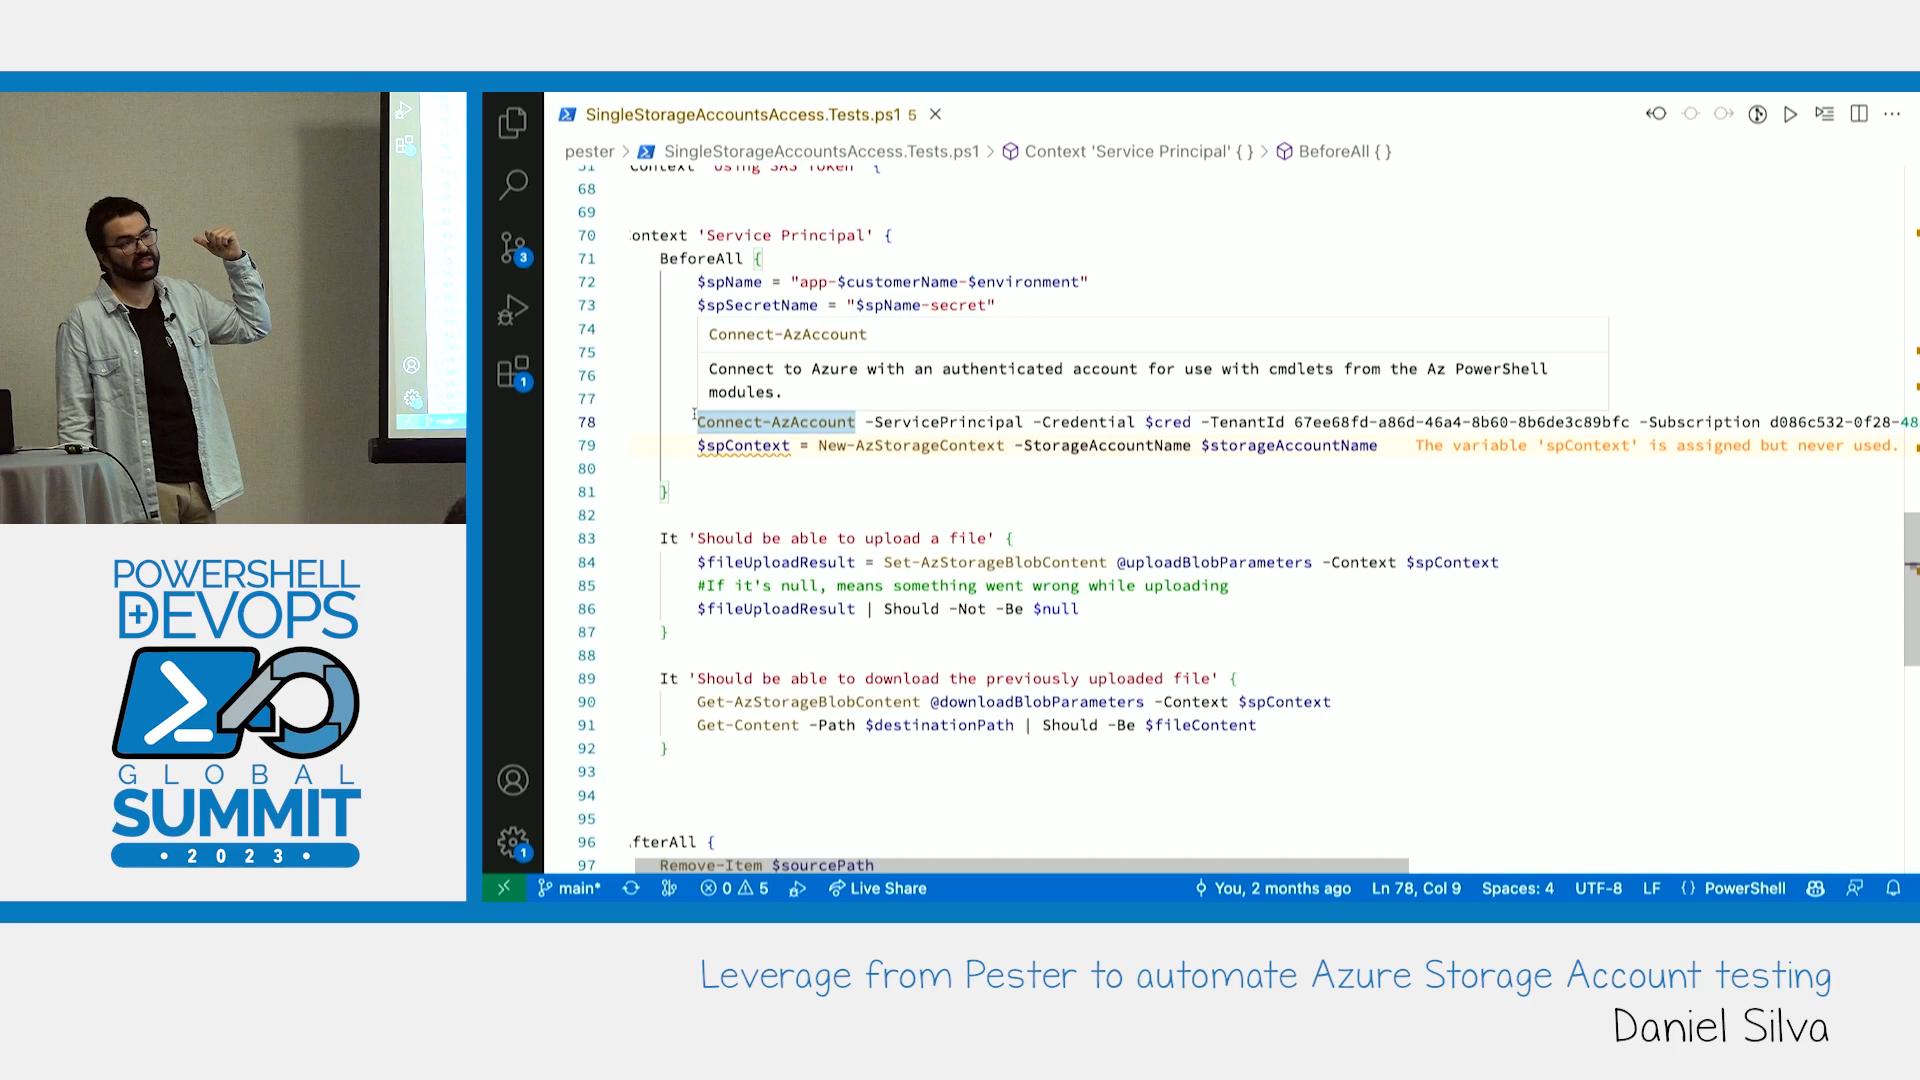 SingleStorageAccountsAccess.Tests.ps1 5
pester > SingleStorageAccountsAccess.Tests.ps1 > Context 'Service Principal' { } > BeforeAll { }
51 Context 'Using SAS Token' {
68
69
70 ontext 'Service Principal' {
71 BeforeAll {
72 $spName = "app-$customerName-$environment"
73 $spSecretName = "$spName-secret"
74 Connect-AzAccount
75
76 Connect to Azure with an authenticated account for use with cmdlets from the Az PowerShell
77 modules.
78 Connect-AzAccount -ServicePrincipal -Credential $cred -TenantId 67ee68fd-a86d-46a4-8b60-8b6de3c89bfc -Subscription d086c532-0f28-48
79 $spContext = New-AzStorageContext -StorageAccountName $storageAccountName The variable 'spContext' is assigned but never used.
80
81 }
82
83 It 'Should be able to upload a file' {
84 $fileUploadResult = Set-AzStorageBlobContent @uploadBlobParameters -Context $spContext
85 #If it's null, means something went wrong while uploading
86 $fileUploadResult | Should -Not -Be $null
87 }
88
89 It 'Should be able to download the previously uploaded file' {
90 Get-AzStorageBlobContent @downloadBlobParameters -Context $spContext
91 Get-Content -Path $destinationPath | Should -Be $fileContent
92 }
93
94
95
96 fterAll {
97 Remove-Item $sourcePath
3
1
1
main* 0 5 Live Share You, 2 months ago Ln 78, Col 9 Spaces: 4 UTF-8 LF { } PowerShell
POWERSHELL
+DEVOPS
GLOBAL
SUMMIT
• 2023 •
Leverage from Pester to automate Azure Storage Account testing
Daniel Silva